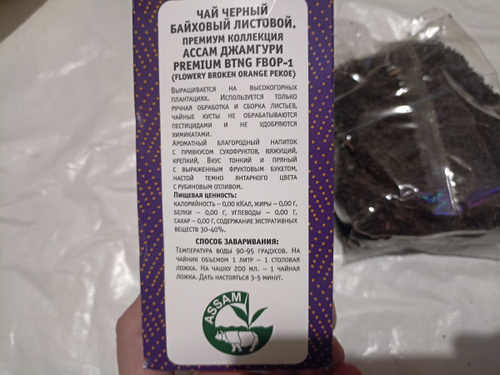 ЧАЙ ЧЕРНЫЙ
БАЙХОВЫЙ ЛИСТОВОЙ.
ПРЕМИУМ КОЛЛЕКЦИЯ
АССАМ ДЖАМГУРИ
PREMIUM BTNG FBOP-1
(FLOWERY BROKEN ORANGE PEKOE)
ВЫРАЩИВАЕТСЯ НА ВЫСОКОГОРНЫХ
ПЛАНТАЦИЯХ. ИСПОЛЬЗУЕТСЯ ТОЛЬКО
РУЧНАЯ ОБРАБОТКА И СБОРКА ЛИСТЬЕВ,
ЧАЙНЫЕ КУСТЫ НЕ ОБРАБАТЫВАЮТСЯ
ПЕСТИЦИДАМИ И НЕ УДОБРЯЮТСЯ
ХИМИКАТАМИ.
АРОМАТНЫЙ БЛАГОРОДНЫЙ НАПИТОК
С ПРИВКУСОМ СУХОФРУКТОВ, ВЯЖУЩИЙ,
КРЕПКИЙ, ВКУС ТОНКИЙ И ПРЯНЫЙ
С ВЫРАЖЕННЫМ ФРУКТОВЫМ БУКЕТОМ,
НАСТОЙ ТЕМНО ЯНТАРНОГО ЦВЕТА
С РУБИНОВЫМ ОТЛИВОМ.
Пищевая ценность:
КАЛОРИЙНОСТЬ – 0,00 кКал, ЖИРЫ – 0,00 Г,
БЕЛКИ – 0,00 Г, УГЛЕВОДЫ – 0,00 Г,
САХАР – 0,00 Г, СОДЕРЖАНИЕ ЭКСТРАТИВНЫХ
ВЕЩЕСТВ 30-40%.
СПОСОБ ЗАВАРИВАНИЯ:
ТЕМПЕРАТУРА ВОДЫ 90-95 ГРАДУСОВ. НА
ЧАЙНИК ОБЪЕМОМ 1 ЛИТР – 1 СТОЛОВАЯ
ЛОЖКА. НА ЧАШКУ 200 МЛ. – 1 ЧАЙНАЯ
ЛОЖКА. ДАТЬ НАСТОЯТЬСЯ 3-5 МИНУТ.
ASSAM